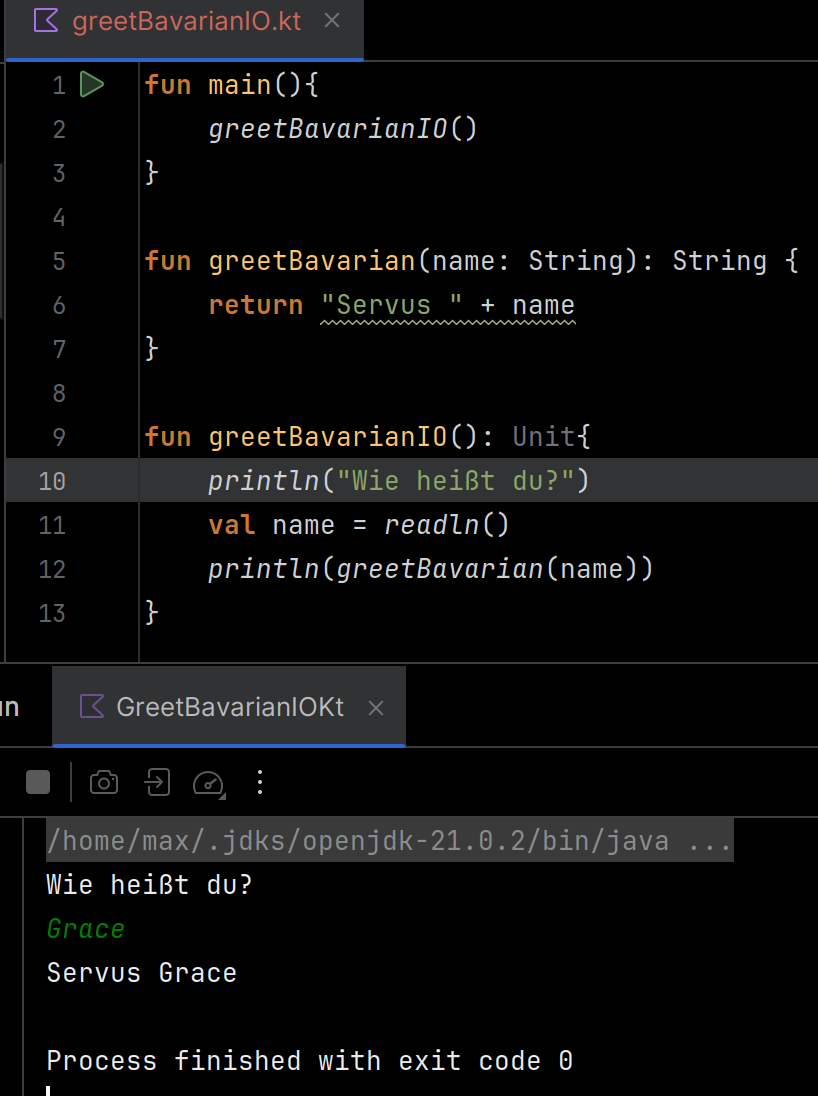 greetBavarianIO.kt
1 fun main(){
2     greetBavarianIO()
3 }
4
5 fun greetBavarian(name: String): String {
6     return "Servus " + name
7 }
8
9 fun greetBavarianIO(): Unit{
10     println("Wie heißt du?")
11     val name = readln()
12     println(greetBavarian(name))
13 }
GreetBavarianIOKt
/home/max/.jdks/openjdk-21.0.2/bin/java ...
Wie heißt du?
Grace
Servus Grace
Process finished with exit code 0